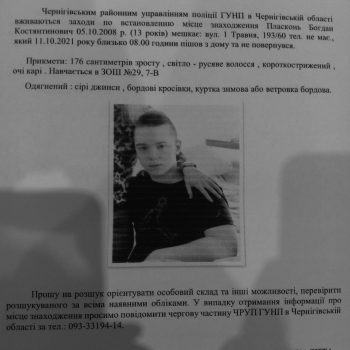 Чернігівським районним управлінням поліції ГУНП в Чернігівській області
вживаються заходи по встановленню місце знаходження Пласконь Богдан
Костянтинович 05.10.2008 р. (13 років) мешкає: вул. 1 Травня, 193/60 тел. не має.,
який 11.10.2021 року близько 08.00 години пішов з дому та не повернувся.
Прикмети: 176 сантиметрів зросту , світло - русяве волосся , короткострижений ,
очі карі . Навчається в ЗОШ №29, 7-В
Одягнений : сірі джинси , бордові кросівки, куртка зимова або ветровка бордова.
Прошу на розшук орієнтувати особовий склад та інші можливості, перевірити
розшукуваного за всіма наявними обліками. У випадку отримання інформації про
місце знаходження просимо повідомити чергову частину ЧРУП ГУНП в Чернігівській
області за тел.: 093-33194-14.